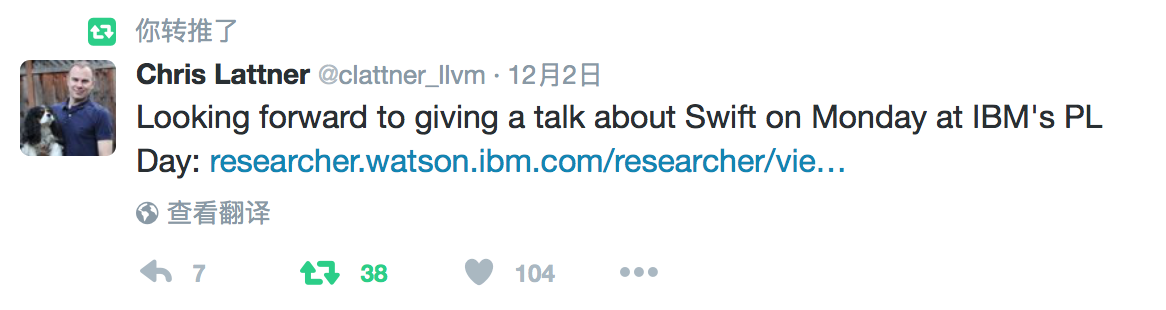 你转推了
Chris Lattner @clattner_llvm · 12月2日
Looking forward to giving a talk about Swift on Monday at IBM's PL
Day: researcher.watson.ibm.com/researcher/vie…
查看翻译
7 38 104